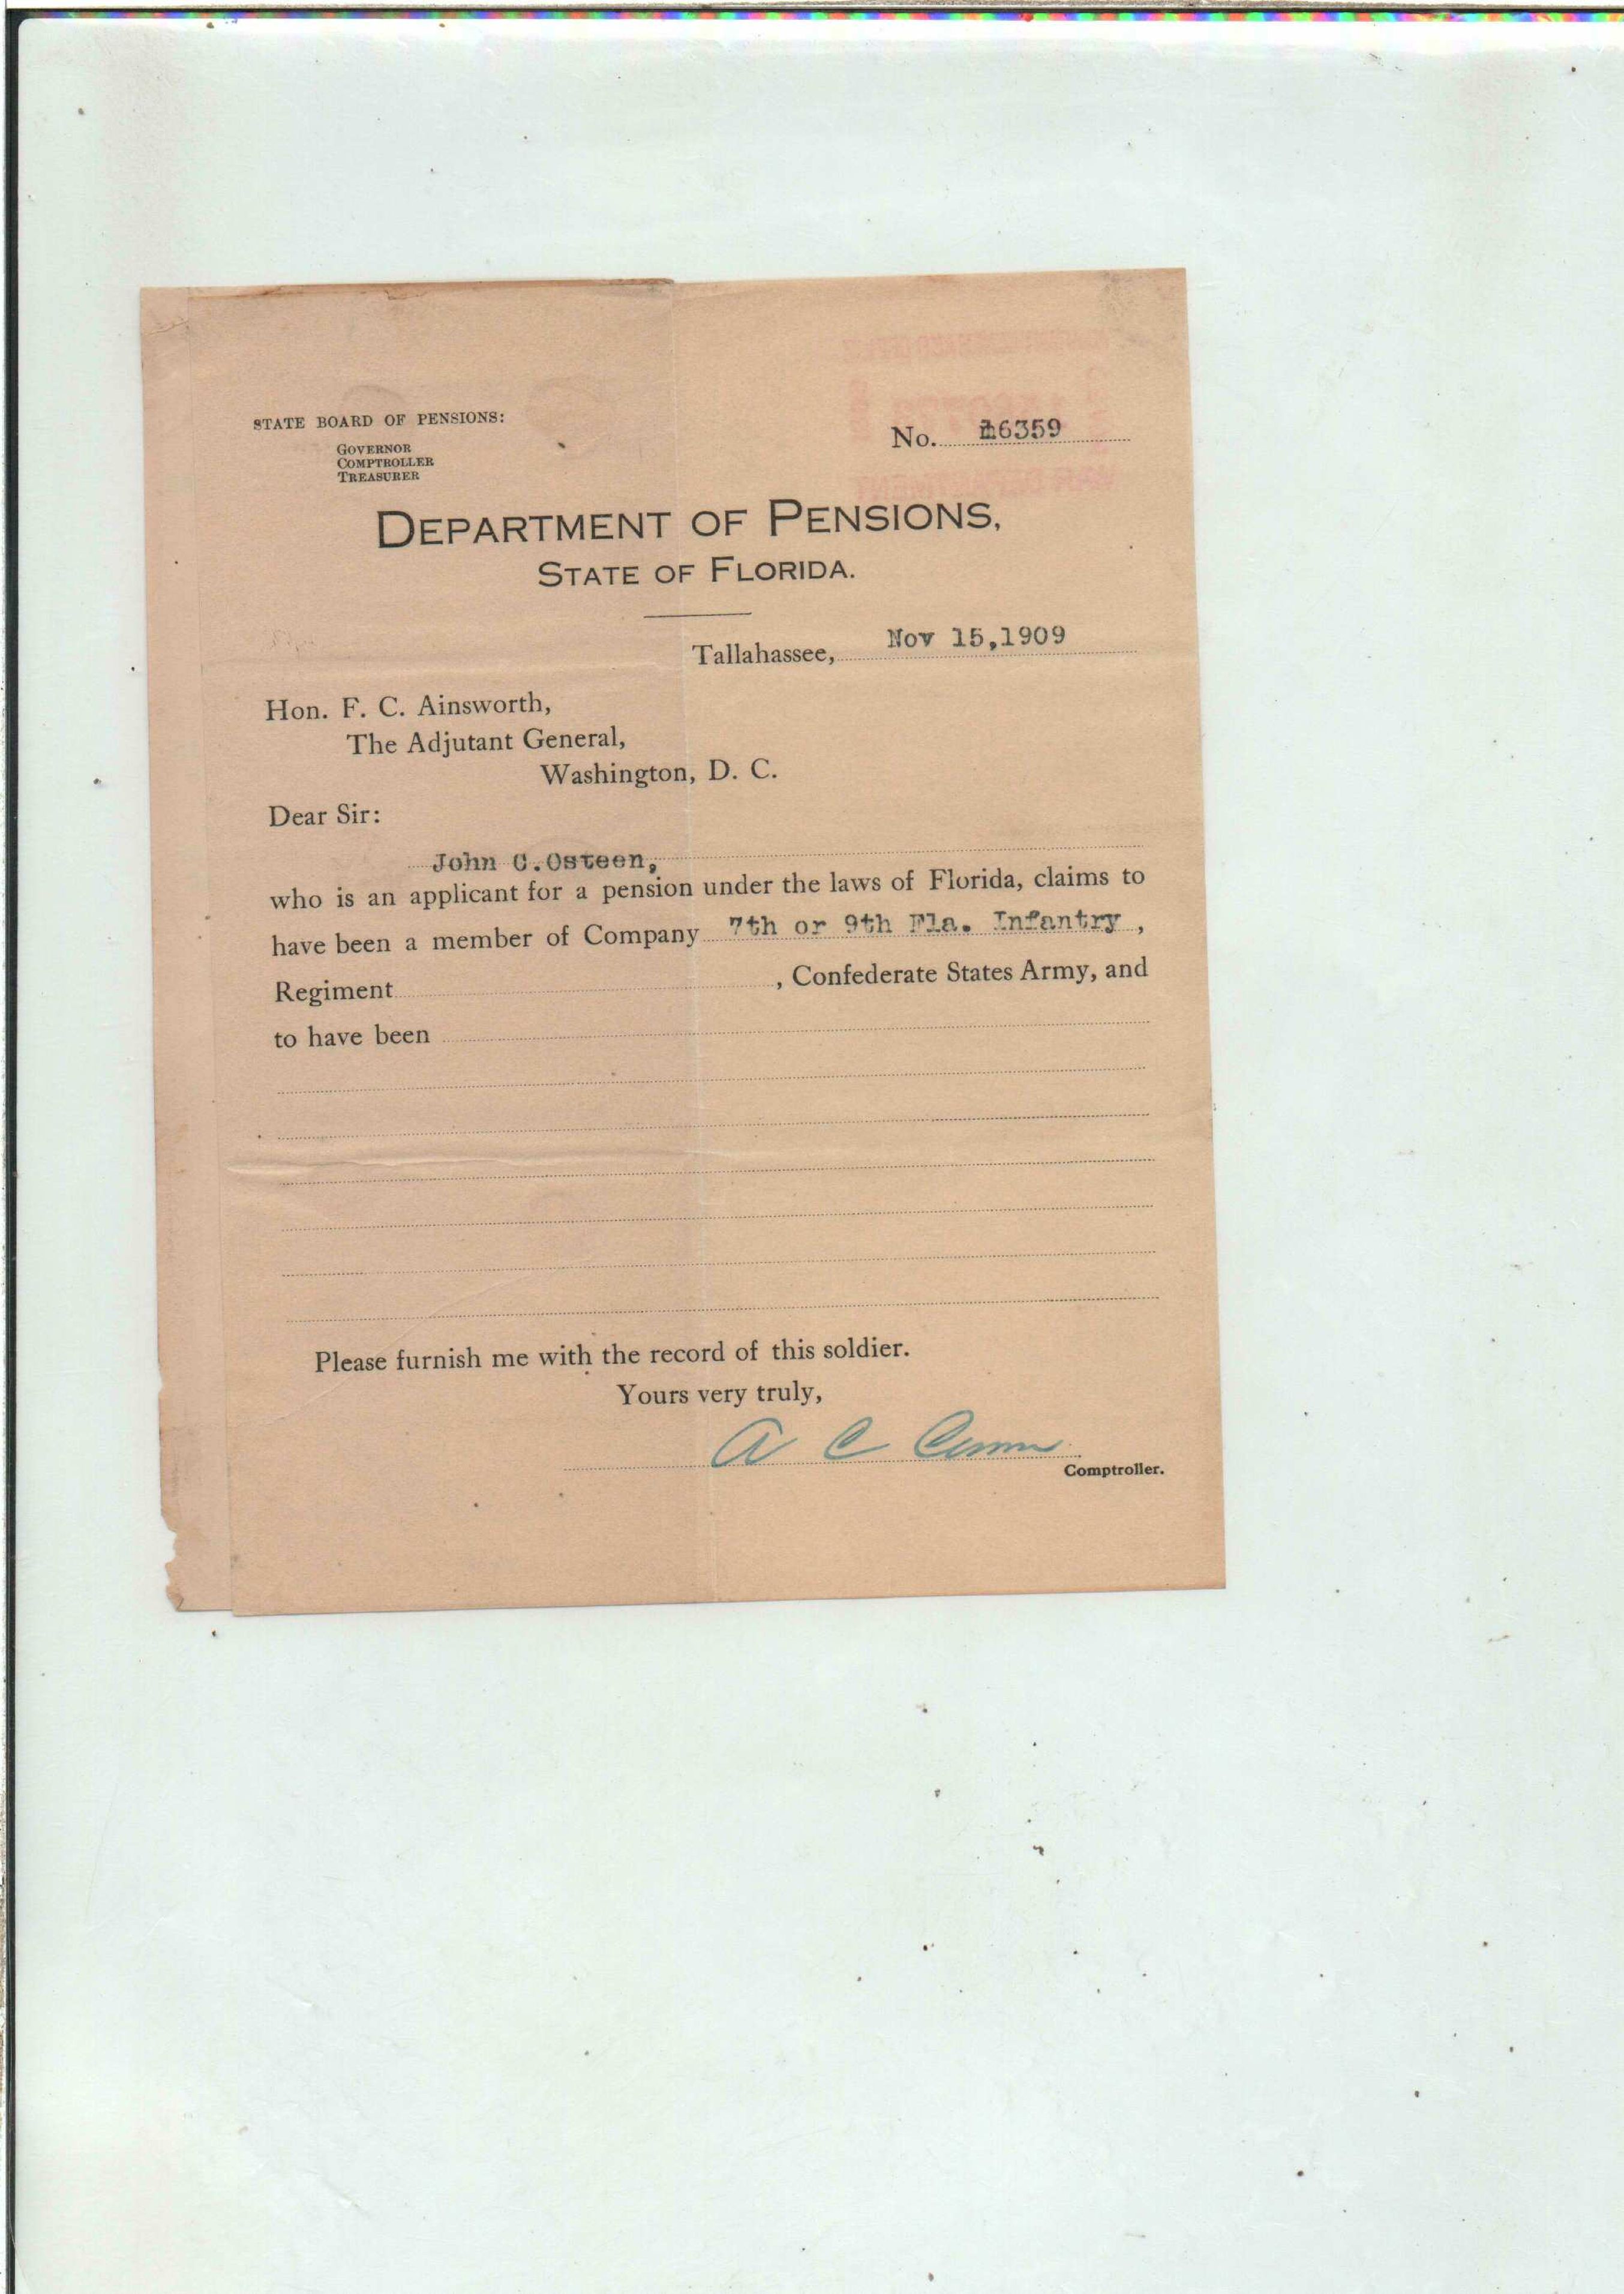 STATE BOARD OF PENSIONS:
GOVERNOR
COMPTROLLER
TREASURER
No. 16359
DEPARTMENT OF PENSIONS,
STATE OF FLORIDA.
Tallahassee, Nov 15,1909
Hon. F. C. Ainsworth,
The Adjutant General,
Washington, D. C.
Dear Sir:
John C.Osteen,
who is an applicant for a pension under the laws of Florida, claims to
have been a member of Company 7th or 9th Fla. Infantry ,
Regiment , Confederate States Army, and
to have been
Please furnish me with the record of this soldier.
Yours very truly,
A C
Comptroller.